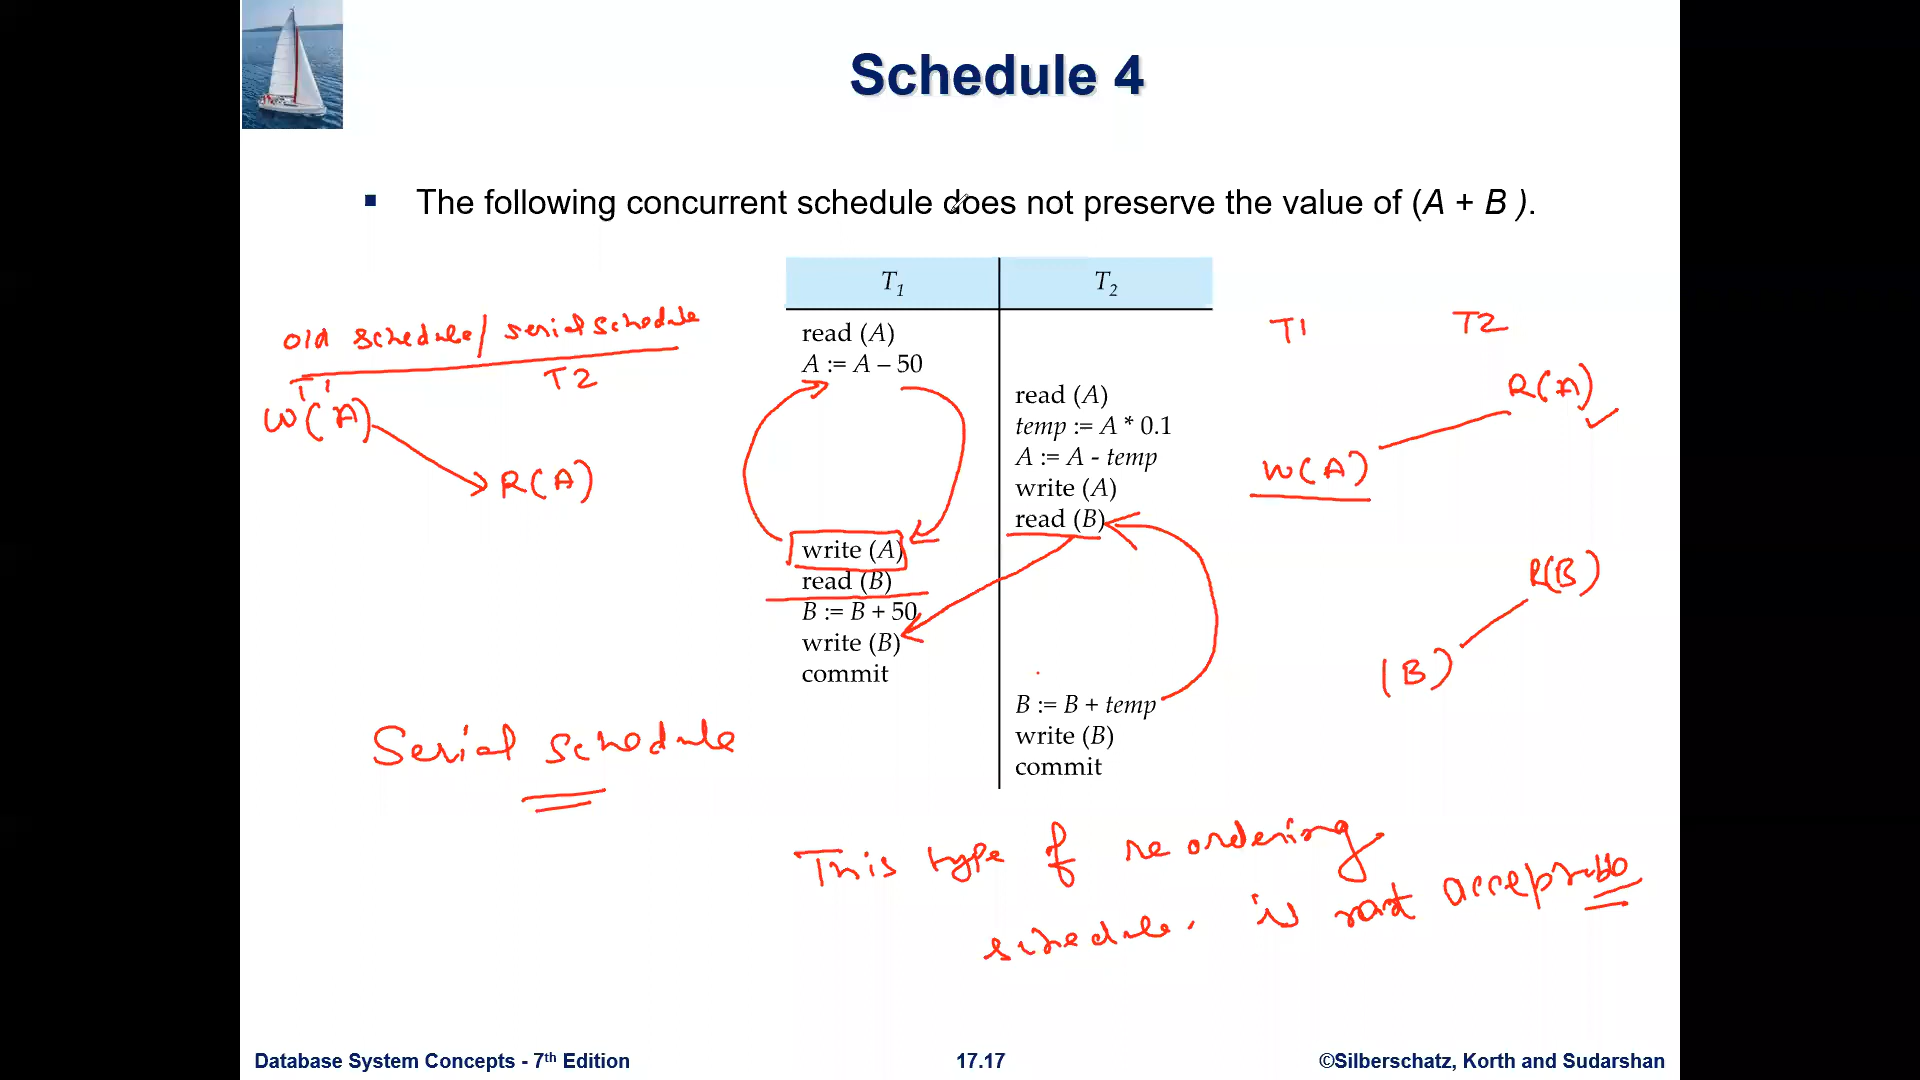 Schedule 4
▪ The following concurrent schedule does not preserve the value of (A + B ).
T1 T2
read (A)
A := A – 50
read (A)
temp := A * 0.1
A := A - temp
write (A)
read (B)
write (A)
read (B)
B := B + 50
write (B)
commit
B := B + temp
write (B)
commit
old schedule/ serial schedule
T1 T2
W(A)
R(A)
Serial schedule
T1 T2
R(A)
W(A)
R(B)
(B)
This type of re ordering
schedule. is not acceptable
Database System Concepts - 7th Edition 17.17 ©Silberschatz, Korth and Sudarshan